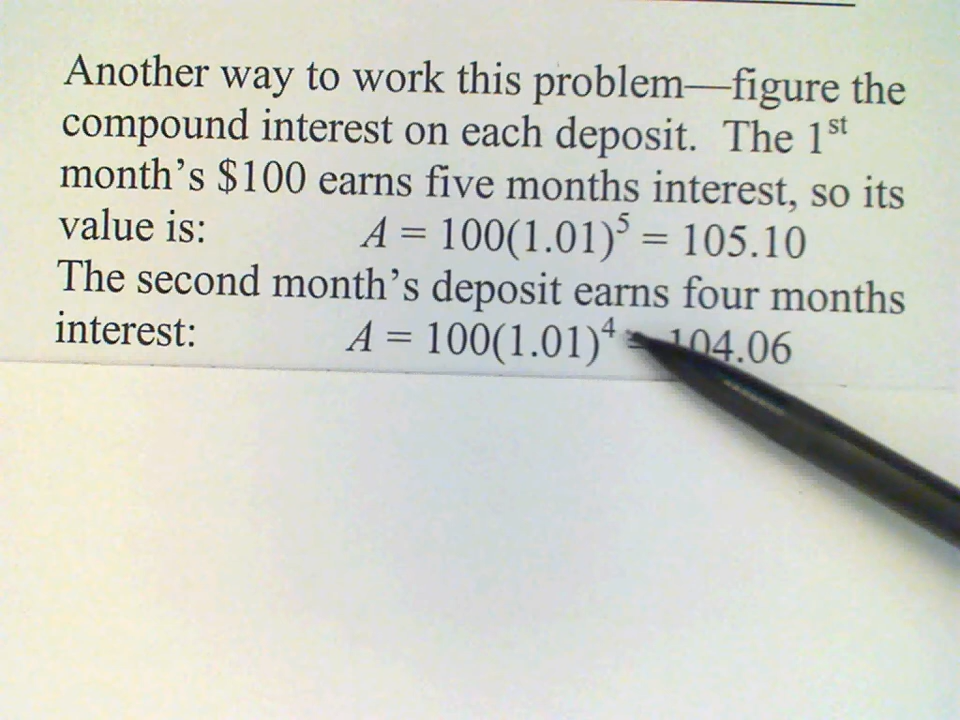 Another way to work this problem—figure the
compound interest on each deposit.  The 1st
month's $100 earns five months interest, so its
value is: A = 100(1.01)⁵ = 105.10
The second month's deposit earns four months
interest: A = 100(1.01)⁴ = 104.06